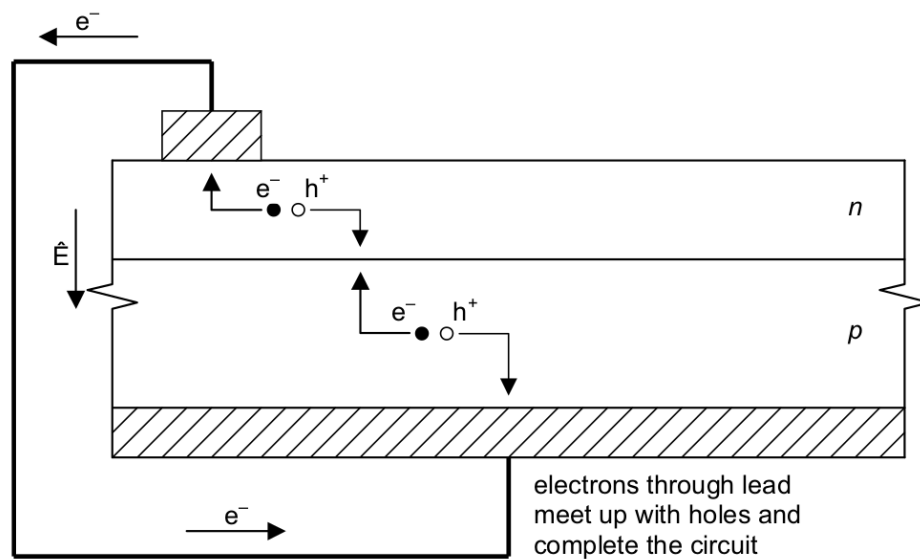 e⁻
e⁻ h⁺
n
Ê
e⁻ h⁺
p
e⁻
electrons through lead
meet up with holes and
complete the circuit